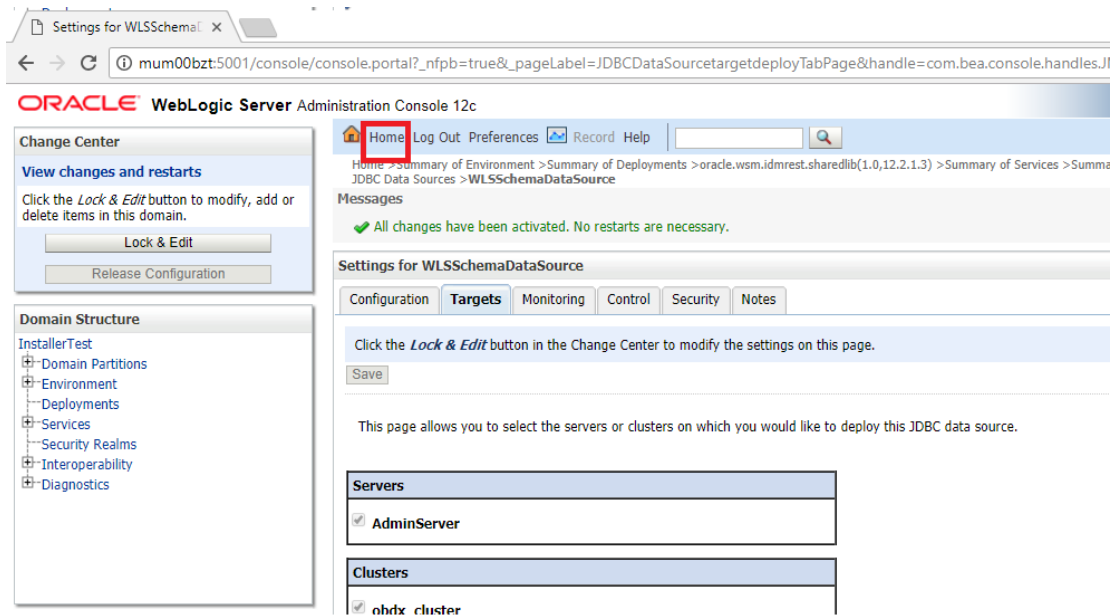 Settings for WLSSchemaD
mum00bzt:5001/console/console.portal?_nfpb=true&_pageLabel=JDBCDataSourcetargetdeployTabPage&handle=com.bea.console.handles.JM
ORACLE WebLogic Server Administration Console 12c
Change Center
View changes and restarts
Click the Lock & Edit button to modify, add or
delete items in this domain.
Lock & Edit
Release Configuration
Domain Structure
InstallerTest
Domain Partitions
Environment
Deployments
Services
Security Realms
Interoperability
Diagnostics
Home Log Out Preferences Record Help
Home >Summary of Environment >Summary of Deployments >oracle.wsm.idmrest.sharedlib(1.0,12.2.1.3) >Summary of Services >Summa
JDBC Data Sources >WLSSchemaDataSource
Messages
All changes have been activated. No restarts are necessary.
Settings for WLSSchemaDataSource
Configuration Targets Monitoring Control Security Notes
Click the Lock & Edit button in the Change Center to modify the settings on this page.
Save
This page allows you to select the servers or clusters on which you would like to deploy this JDBC data source.
Servers
AdminServer
Clusters
obdx_cluster